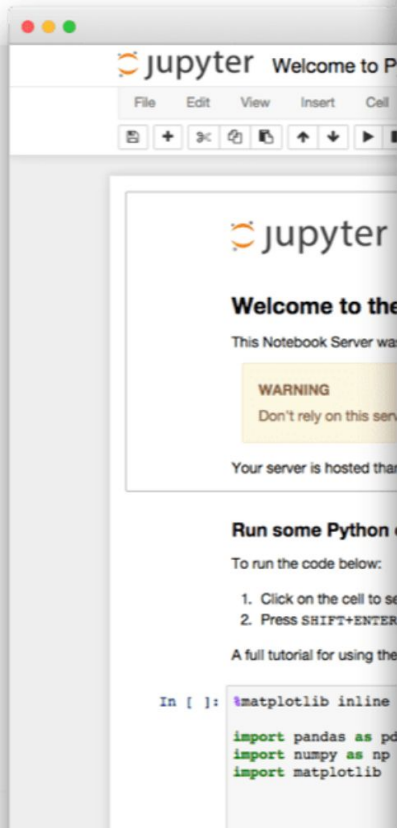 jupyter Welcome to P
File Edit View Insert Cell
jupyter
Welcome to the
This Notebook Server was
WARNING
Don't rely on this serv
Your server is hosted than
Run some Python c
To run the code below:
1. Click on the cell to se
2. Press SHIFT+ENTER
A full tutorial for using the
In [ ]: %matplotlib inline
import pandas as pd
import numpy as np
import matplotlib